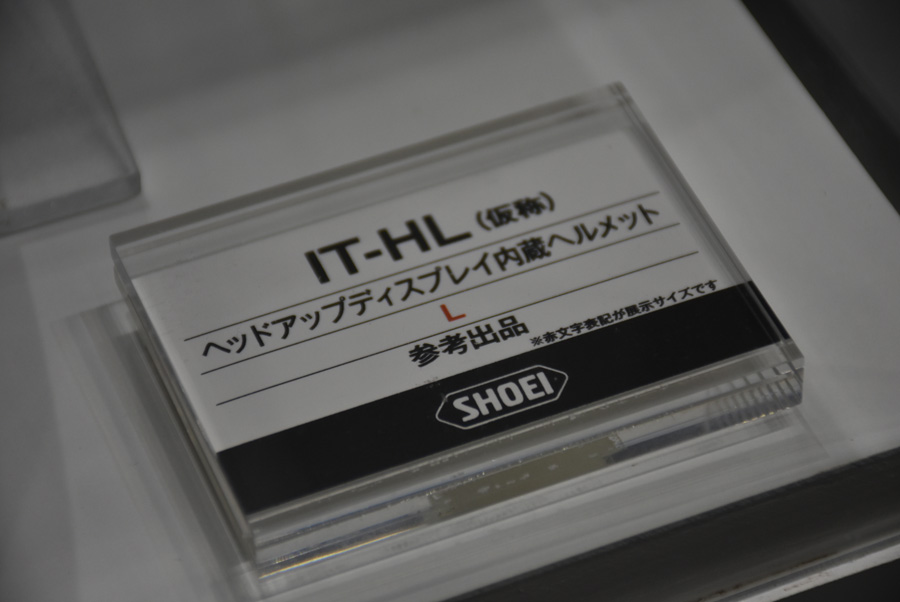 IT-HL（仮称）
ヘッドアップディスプレイ内蔵ヘルメット
L
参考出品 ※赤文字表記が展示サイズです
SHOEI